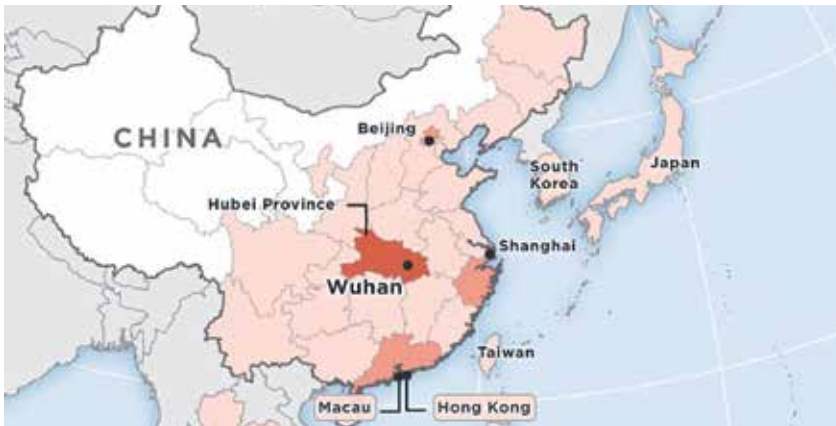 Beijing
CHINA
South
Korea
Japan
Hubei Province
Shanghai
Wuhan
Taiwan
Macau
Hong Kong